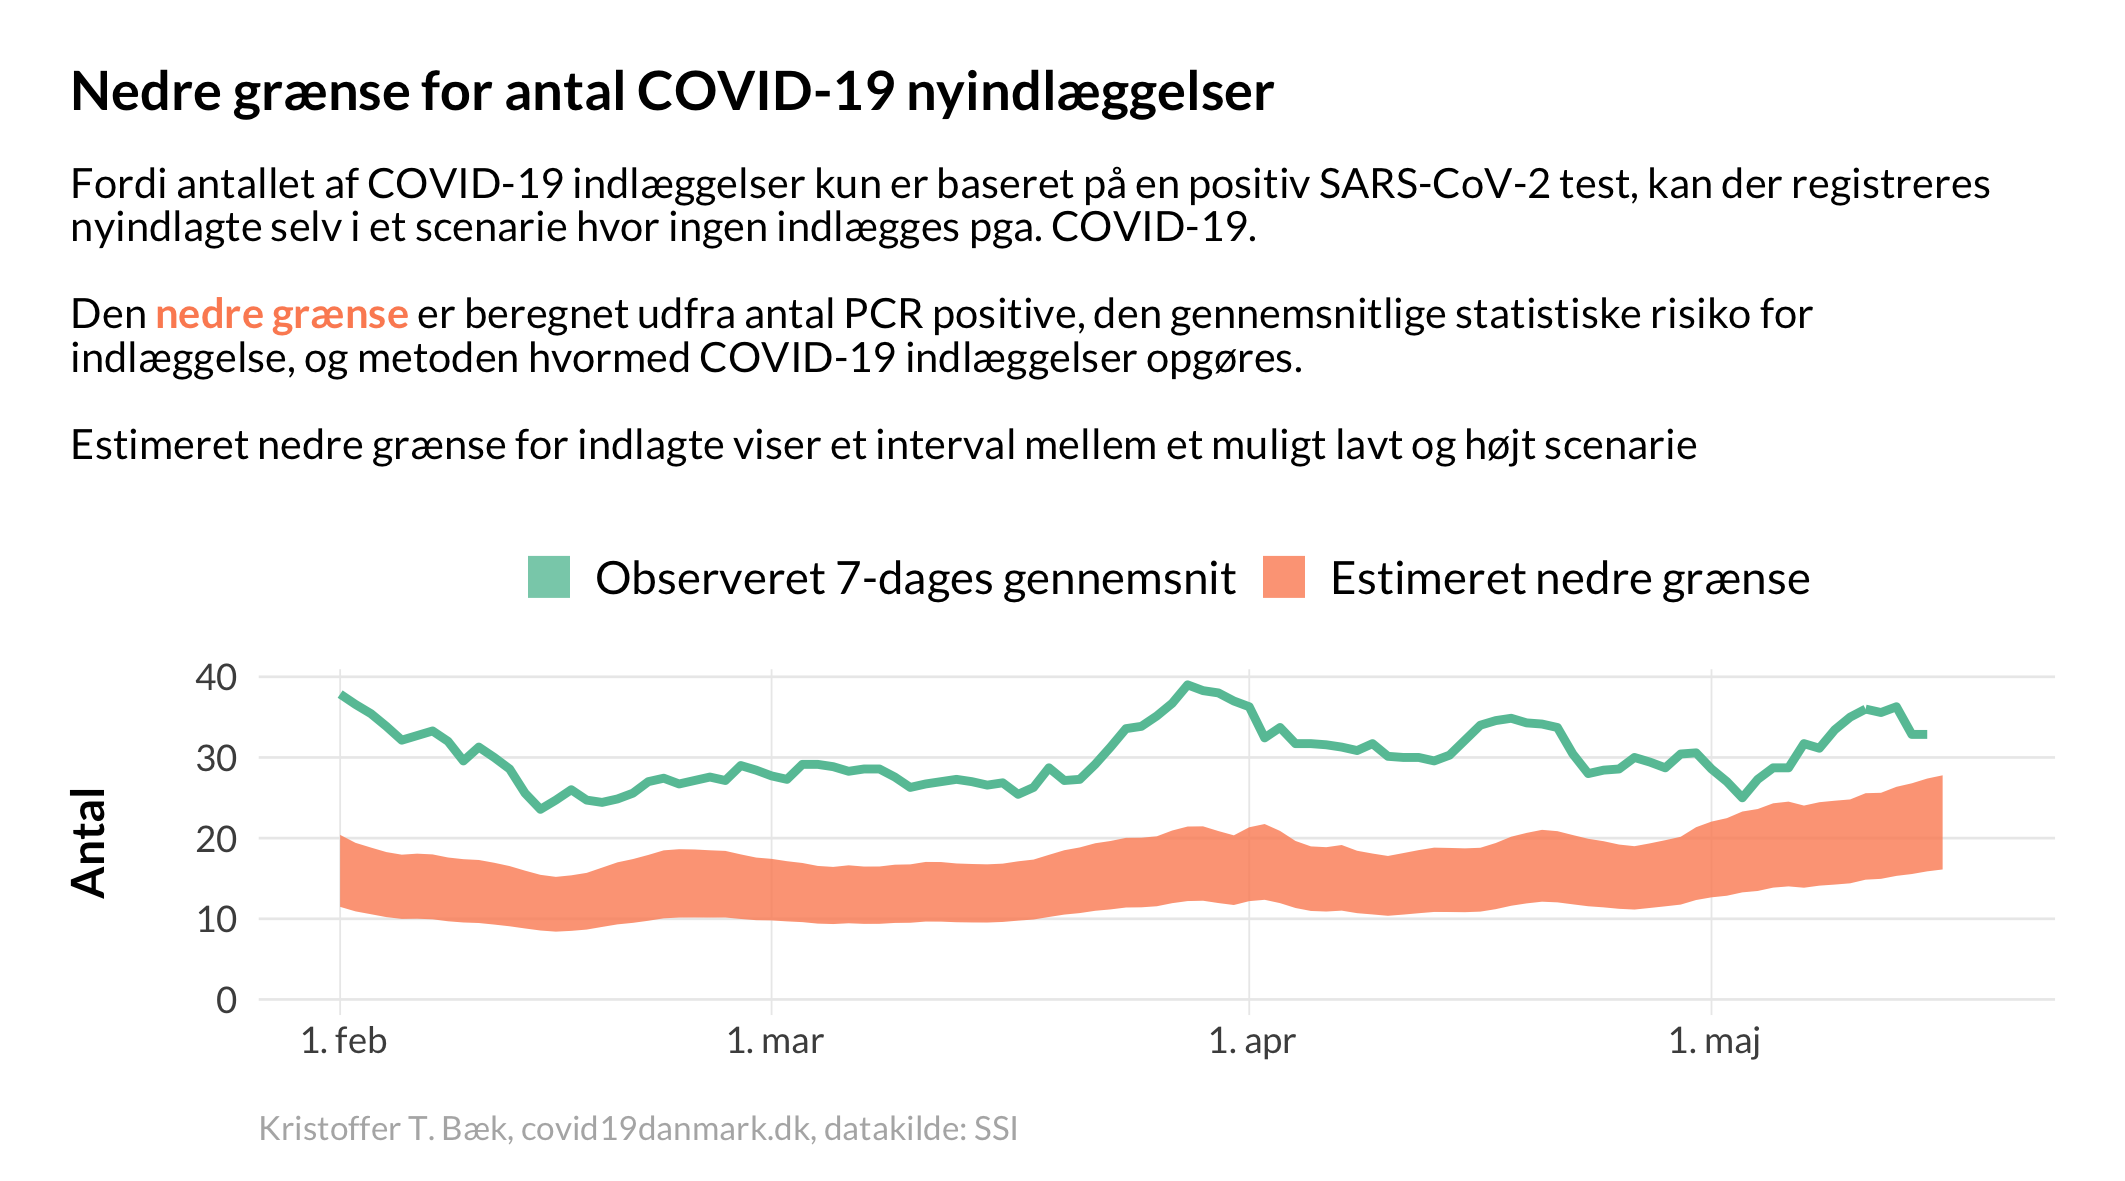 Nedre grænse for antal COVID-19 nyindlæggelser
Fordi antallet af COVID-19 indlæggelser kun er baseret på en positiv SARS-CoV-2 test, kan der registreres
nyindlagte selv i et scenarie hvor ingen indlægges pga. COVID-19.
Den nedre grænse er beregnet udfra antal PCR positive, den gennemsnitlige statistiske risiko for
indlæggelse, og metoden hvormed COVID-19 indlæggelser opgøres.
Estimeret nedre grænse for indlagte viser et interval mellem et muligt lavt og højt scenarie
Observeret 7-dages gennemsnit Estimeret nedre grænse
Antal
40
30
20
10
0
1. feb 1. mar 1. apr 1. maj
Kristoffer T. Bæk, covid19danmark.dk, datakilde: SSI